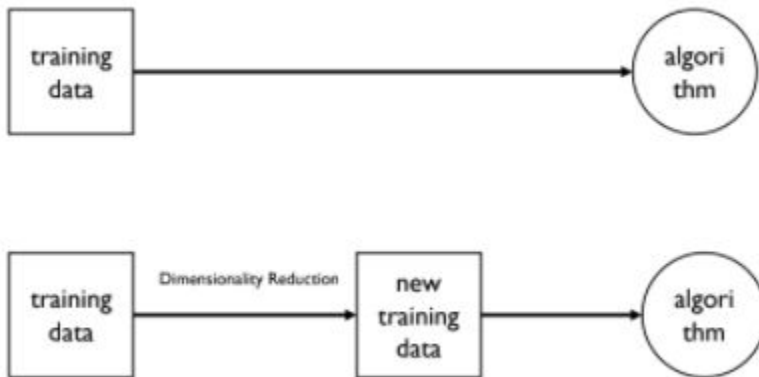 training
data
algori
thm
training
data
Dimensionality Reduction
new
training
data
algori
thm